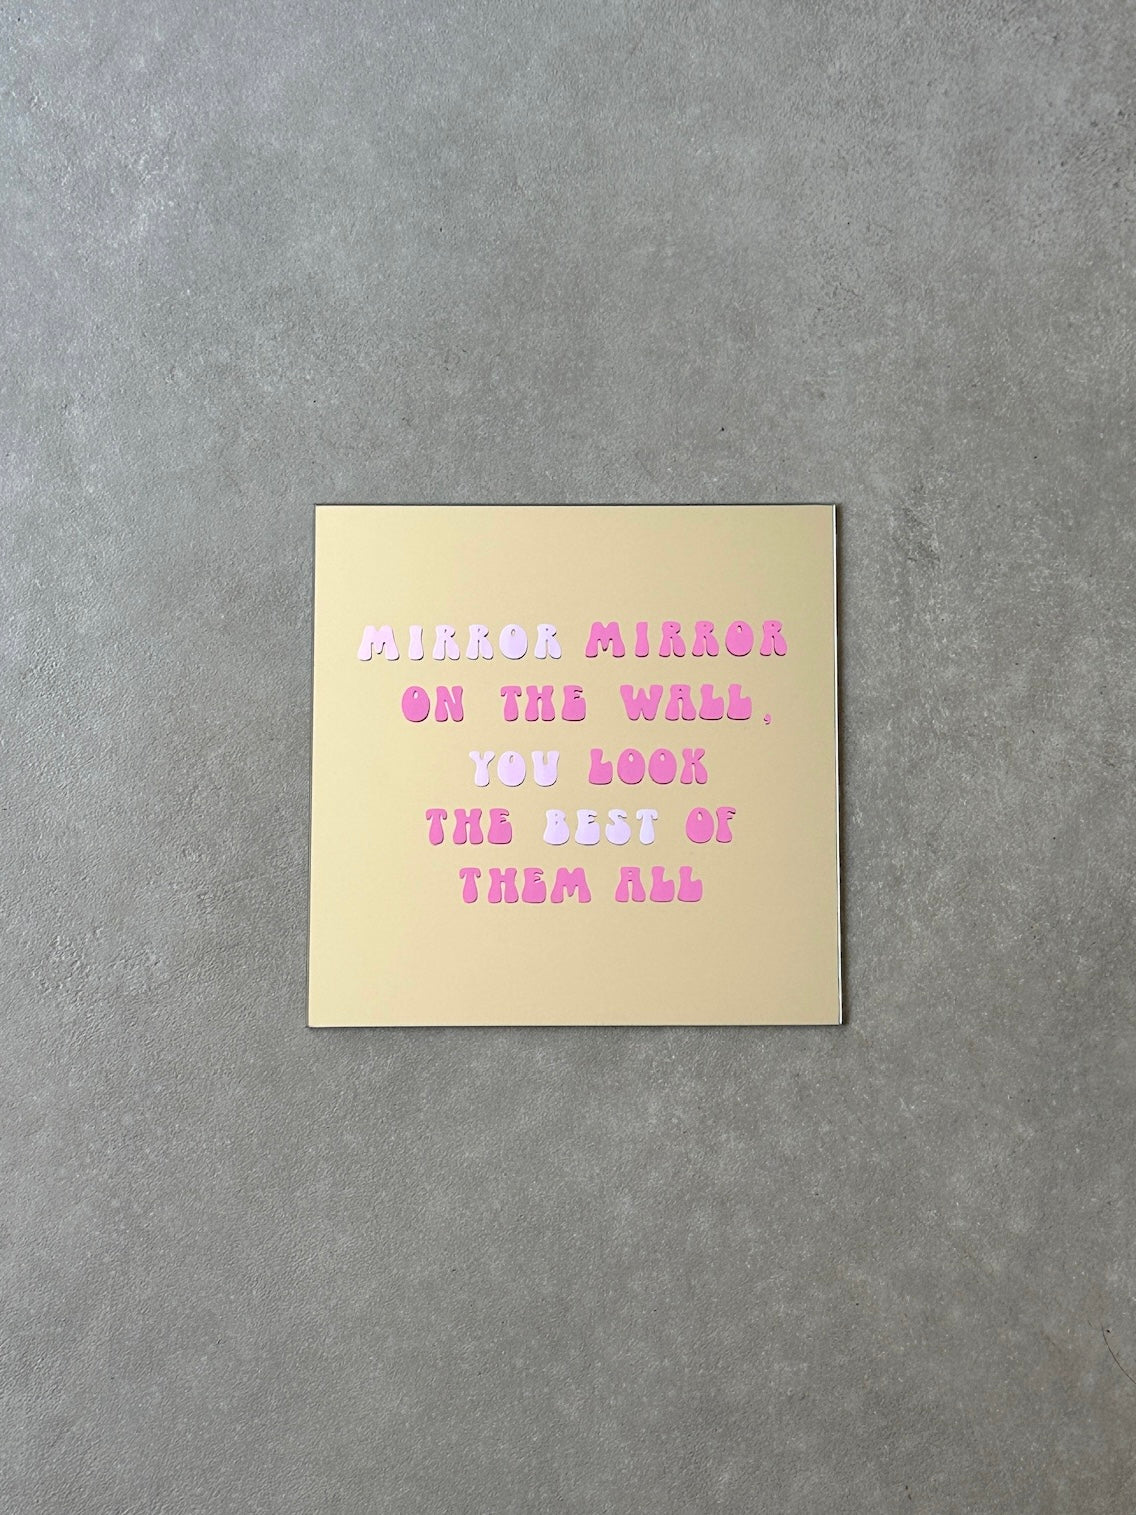 MIRROR MIRROR
ON THE WALL,
YOU LOOK
THE BEST OF
THEM ALL